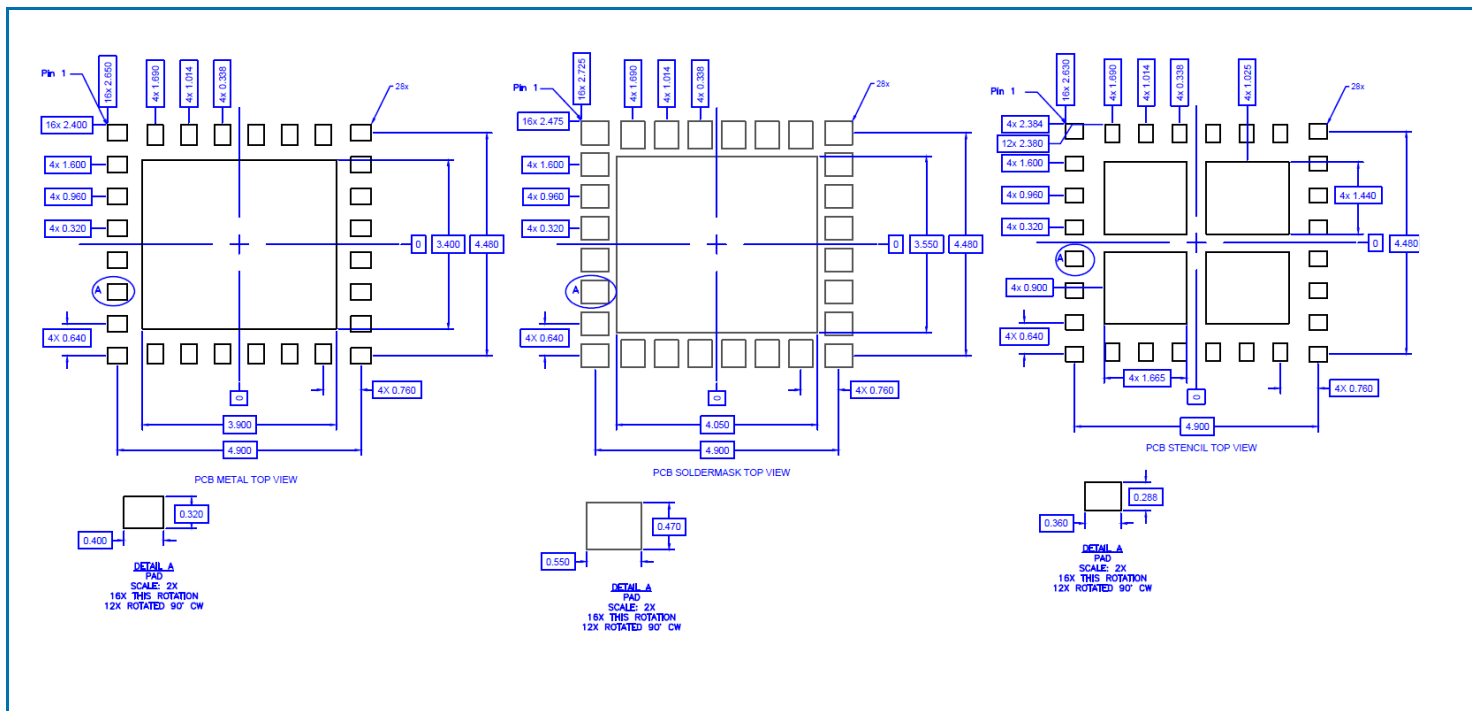 Pin 1
16x 2.650
4x 1.690
4x 1.014
4x 0.338
28x
16x 2.400
4x 1.600
4x 0.960
4x 0.320
A
4X 0.640
0
3.400
4.480
4X 0.760
0
3.900
4.900
PCB METAL TOP VIEW
0.320
0.400
DETAIL A
PAD
SCALE: 2X
16X THIS ROTATION
12X ROTATED 90° CW
Pin 1
16x 2.725
4x 1.690
4x 1.014
4x 0.338
28x
16x 2.475
4x 1.600
4x 0.960
4x 0.320
A
4X 0.640
0
3.550
4.480
4X 0.760
0
4.050
4.900
PCB SOLDERMASK TOP VIEW
0.470
0.550
DETAIL A
PAD
SCALE: 2X
16X THIS ROTATION
12X ROTATED 90° CW
Pin 1
16x 2.630
4x 1.690
4x 1.014
4x 0.338
4x 1.025
28x
4x 2.384
12x 2.380
4x 1.600
4x 0.960
4x 0.320
A
4x 0.900
4X 0.640
4x 1.440
0
4.480
4x 1.665
0
4X 0.760
4.900
PCB STENCIL TOP VIEW
0.288
0.360
DETAIL A
PAD
SCALE: 2X
16X THIS ROTATION
12X ROTATED 90° CW